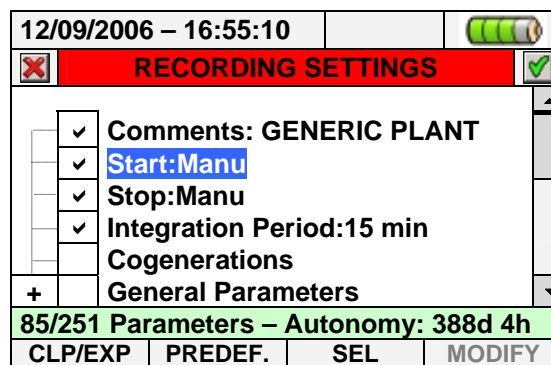 12/09/2006 – 16:55:10
RECORDING SETTINGS
Comments: GENERIC PLANT
Start:Manu
Stop:Manu
Integration Period:15 min
Cogenerations
+ General Parameters
85/251 Parameters – Autonomy: 388d 4h
CLP/EXP PREDEF. SEL MODIFY